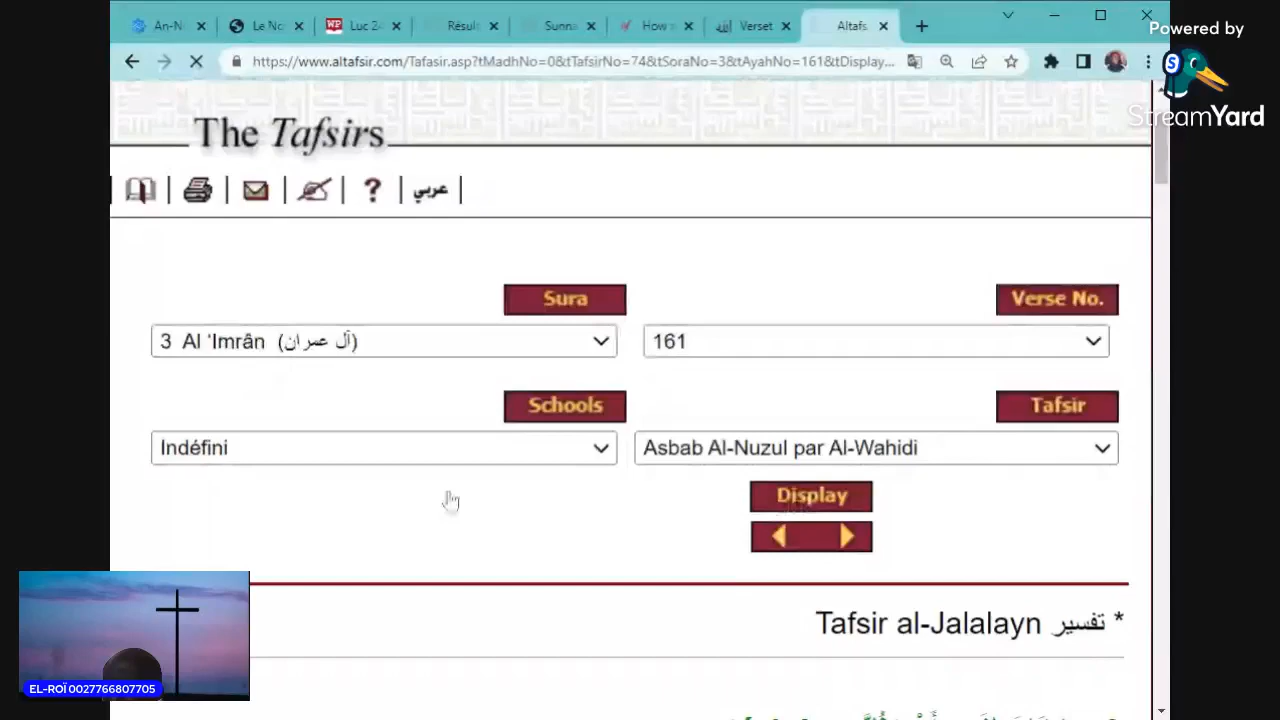 An-N
Le No
Luc 24
Résult
Sunna
How t
Verset
Altafs
https://www.altafsir.com/Tafasir.asp?tMadhNo=0&tTafsirNo=74&tSoraNo=3&tAyahNo=161&tDisplay...
Powered by
StreamYard
The Tafsirs
عربي
Sura
Verse No.
3 Al 'Imrân (آل عمران)
161
Schools
Tafsir
Indéfini
Asbab Al-Nuzul par Al-Wahidi
Display
* تفسير Tafsir al-Jalalayn
EL-ROÏ 0027766807705